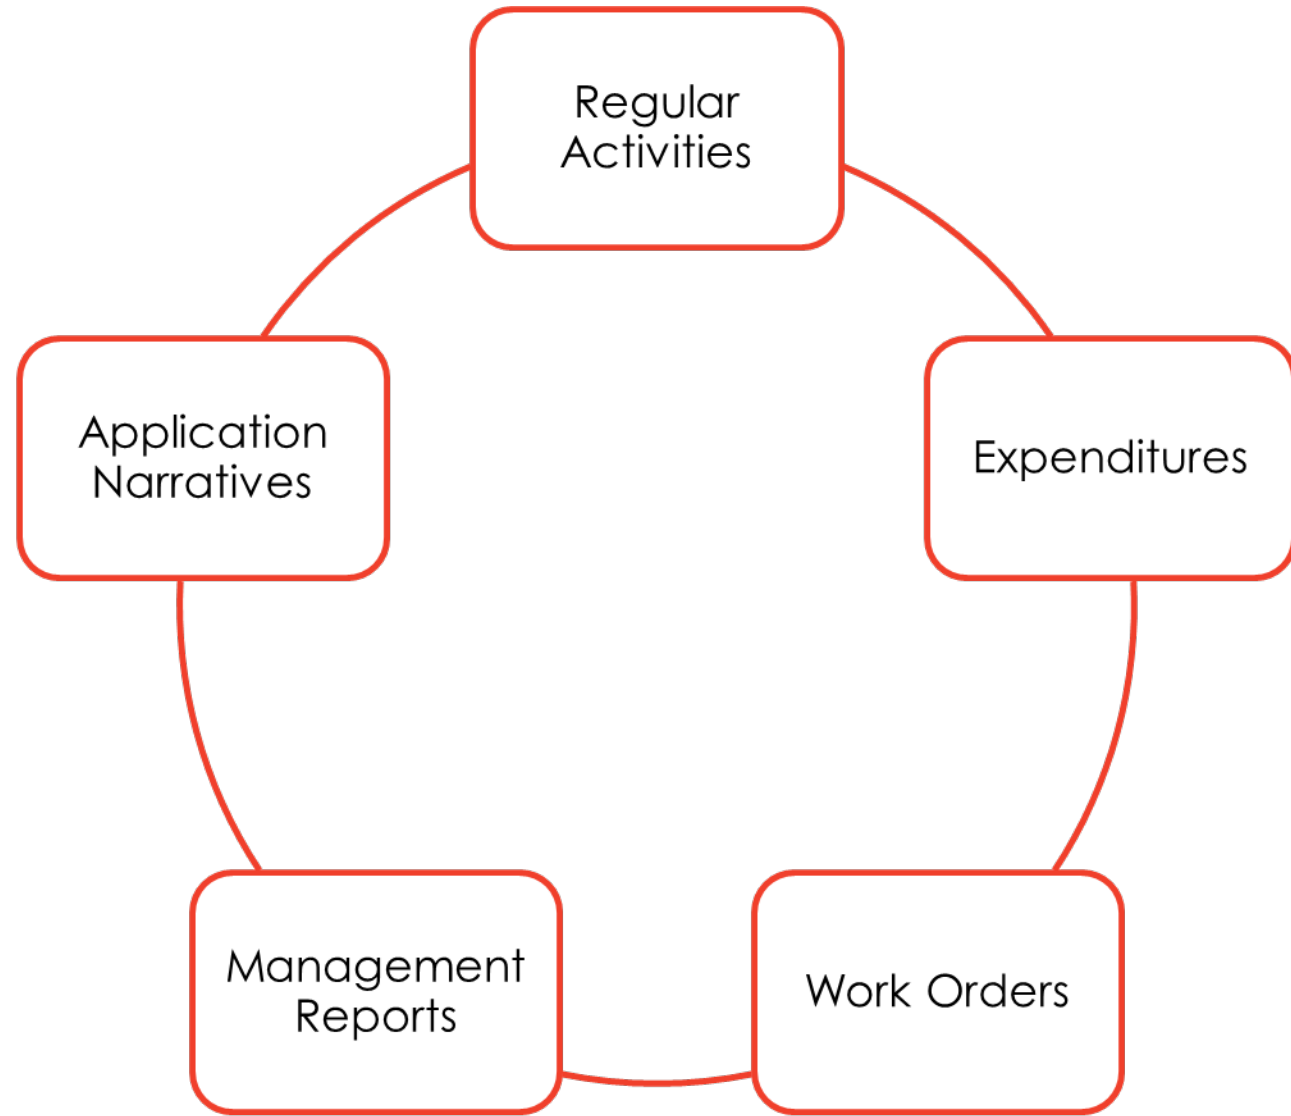 Regular
Activities
Expenditures
Work Orders
Management
Reports
Application
Narratives